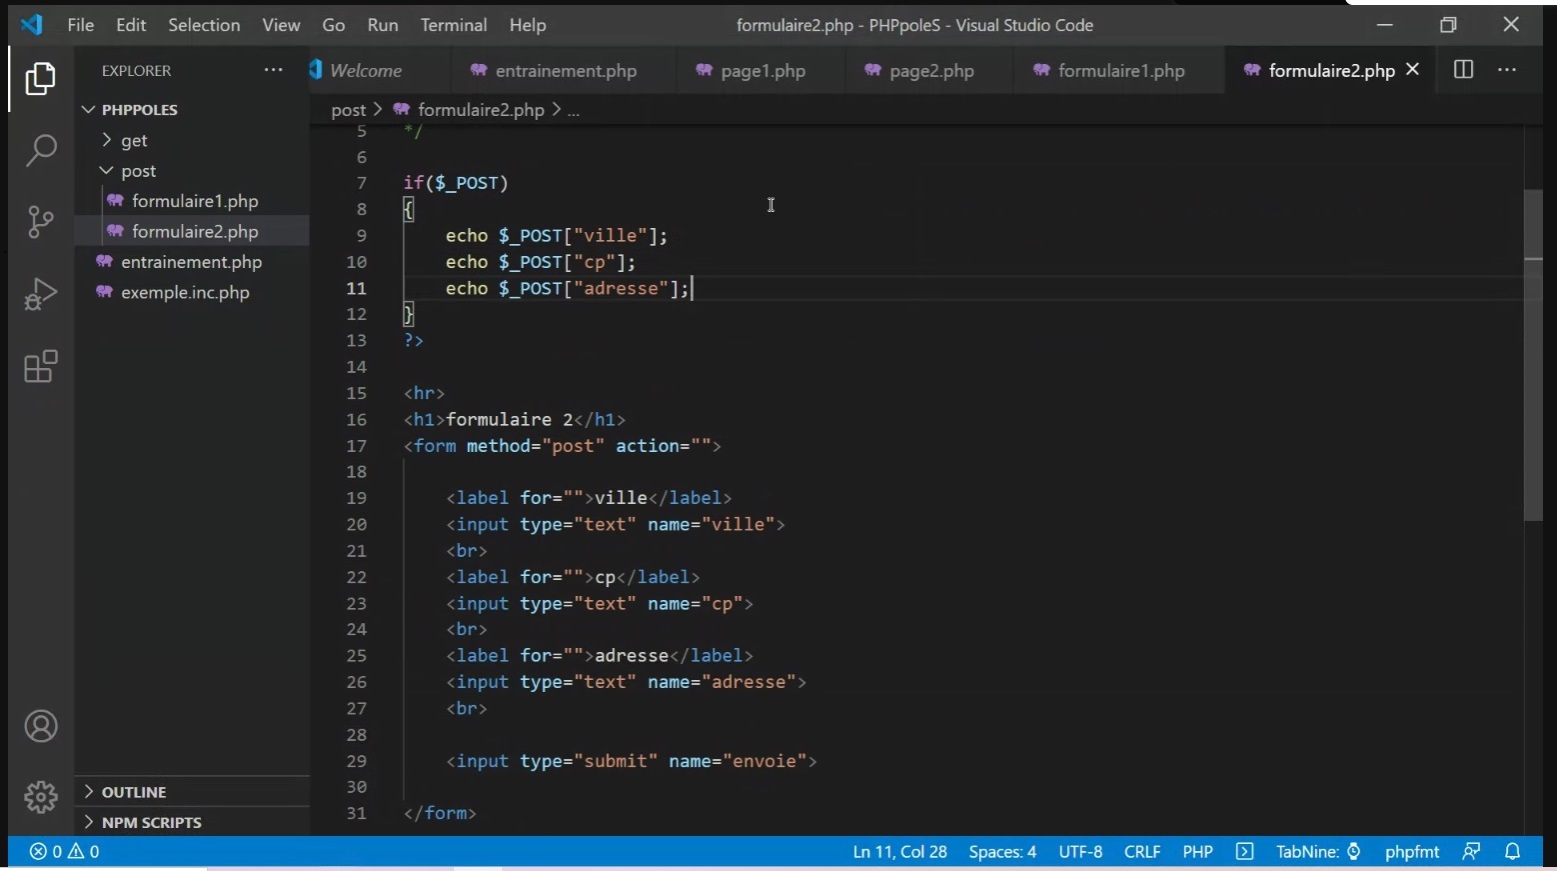 File Edit Selection View Go Run Terminal Help
formulaire2.php - PHPpoleS - Visual Studio Code
EXPLORER
Welcome
entrainement.php
page1.php
page2.php
formulaire1.php
formulaire2.php
PHPPOLES
get
post
formulaire1.php
formulaire2.php
entrainement.php
exemple.inc.php
OUTLINE
NPM SCRIPTS
post > formulaire2.php > ...
5 */
6
7 if($_POST)
8 {
9 echo $_POST["ville"];
10 echo $_POST["cp"];
11 echo $_POST["adresse"];
12 }
13 ?>
14
15 <hr>
16 <h1>formulaire 2</h1>
17 <form method="post" action="">
18
19 <label for="">ville</label>
20 <input type="text" name="ville">
21 <br>
22 <label for="">cp</label>
23 <input type="text" name="cp">
24 <br>
25 <label for="">adresse</label>
26 <input type="text" name="adresse">
27 <br>
28
29 <input type="submit" name="envoie">
30
31 </form>
0 0
Ln 11, Col 28 Spaces: 4 UTF-8 CRLF PHP TabNine: phpfmt